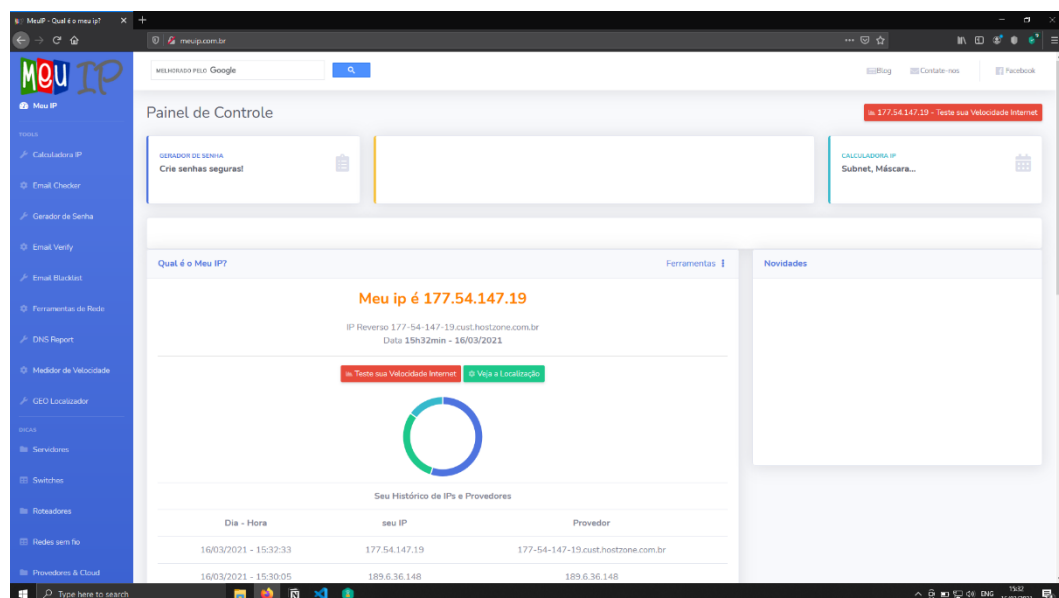 MeuIP - Qual é o meu ip?
meuip.com.br
Meu IP
MELHORADO PELO Google
Blog
Contate-nos
Facebook
Meu IP
Painel de Controle
177.54.147.19 - Teste sua Velocidade Internet
TOOLS
Calculadora IP
Email Checker
Gerador de Senha
Email Verify
Email Blacklist
Ferramentas de Rede
DNS Report
Medidor de Velocidade
GEO Localizador
DICAS
Servidores
Switches
Roteadores
Redes sem fio
Provedores & Cloud
GERADOR DE SENHA
Crie senhas seguras!
CALCULADORA IP
Subnet, Máscara...
Qual é o Meu IP?
Ferramentas
Novidades
Meu ip é 177.54.147.19
IP Reverso 177-54-147-19.cust.hostzone.com.br
Data 15h32min - 16/03/2021
Teste sua Velocidade Internet
Veja a Localização
Seu Histórico de IPs e Provedores
Dia - Hora seu IP Provedor
16/03/2021 - 15:32:33 177.54.147.19 177-54-147-19.cust.hostzone.com.br
16/03/2021 - 15:30:05 189.6.36.148 189.6.36.148
Type here to search
ENG